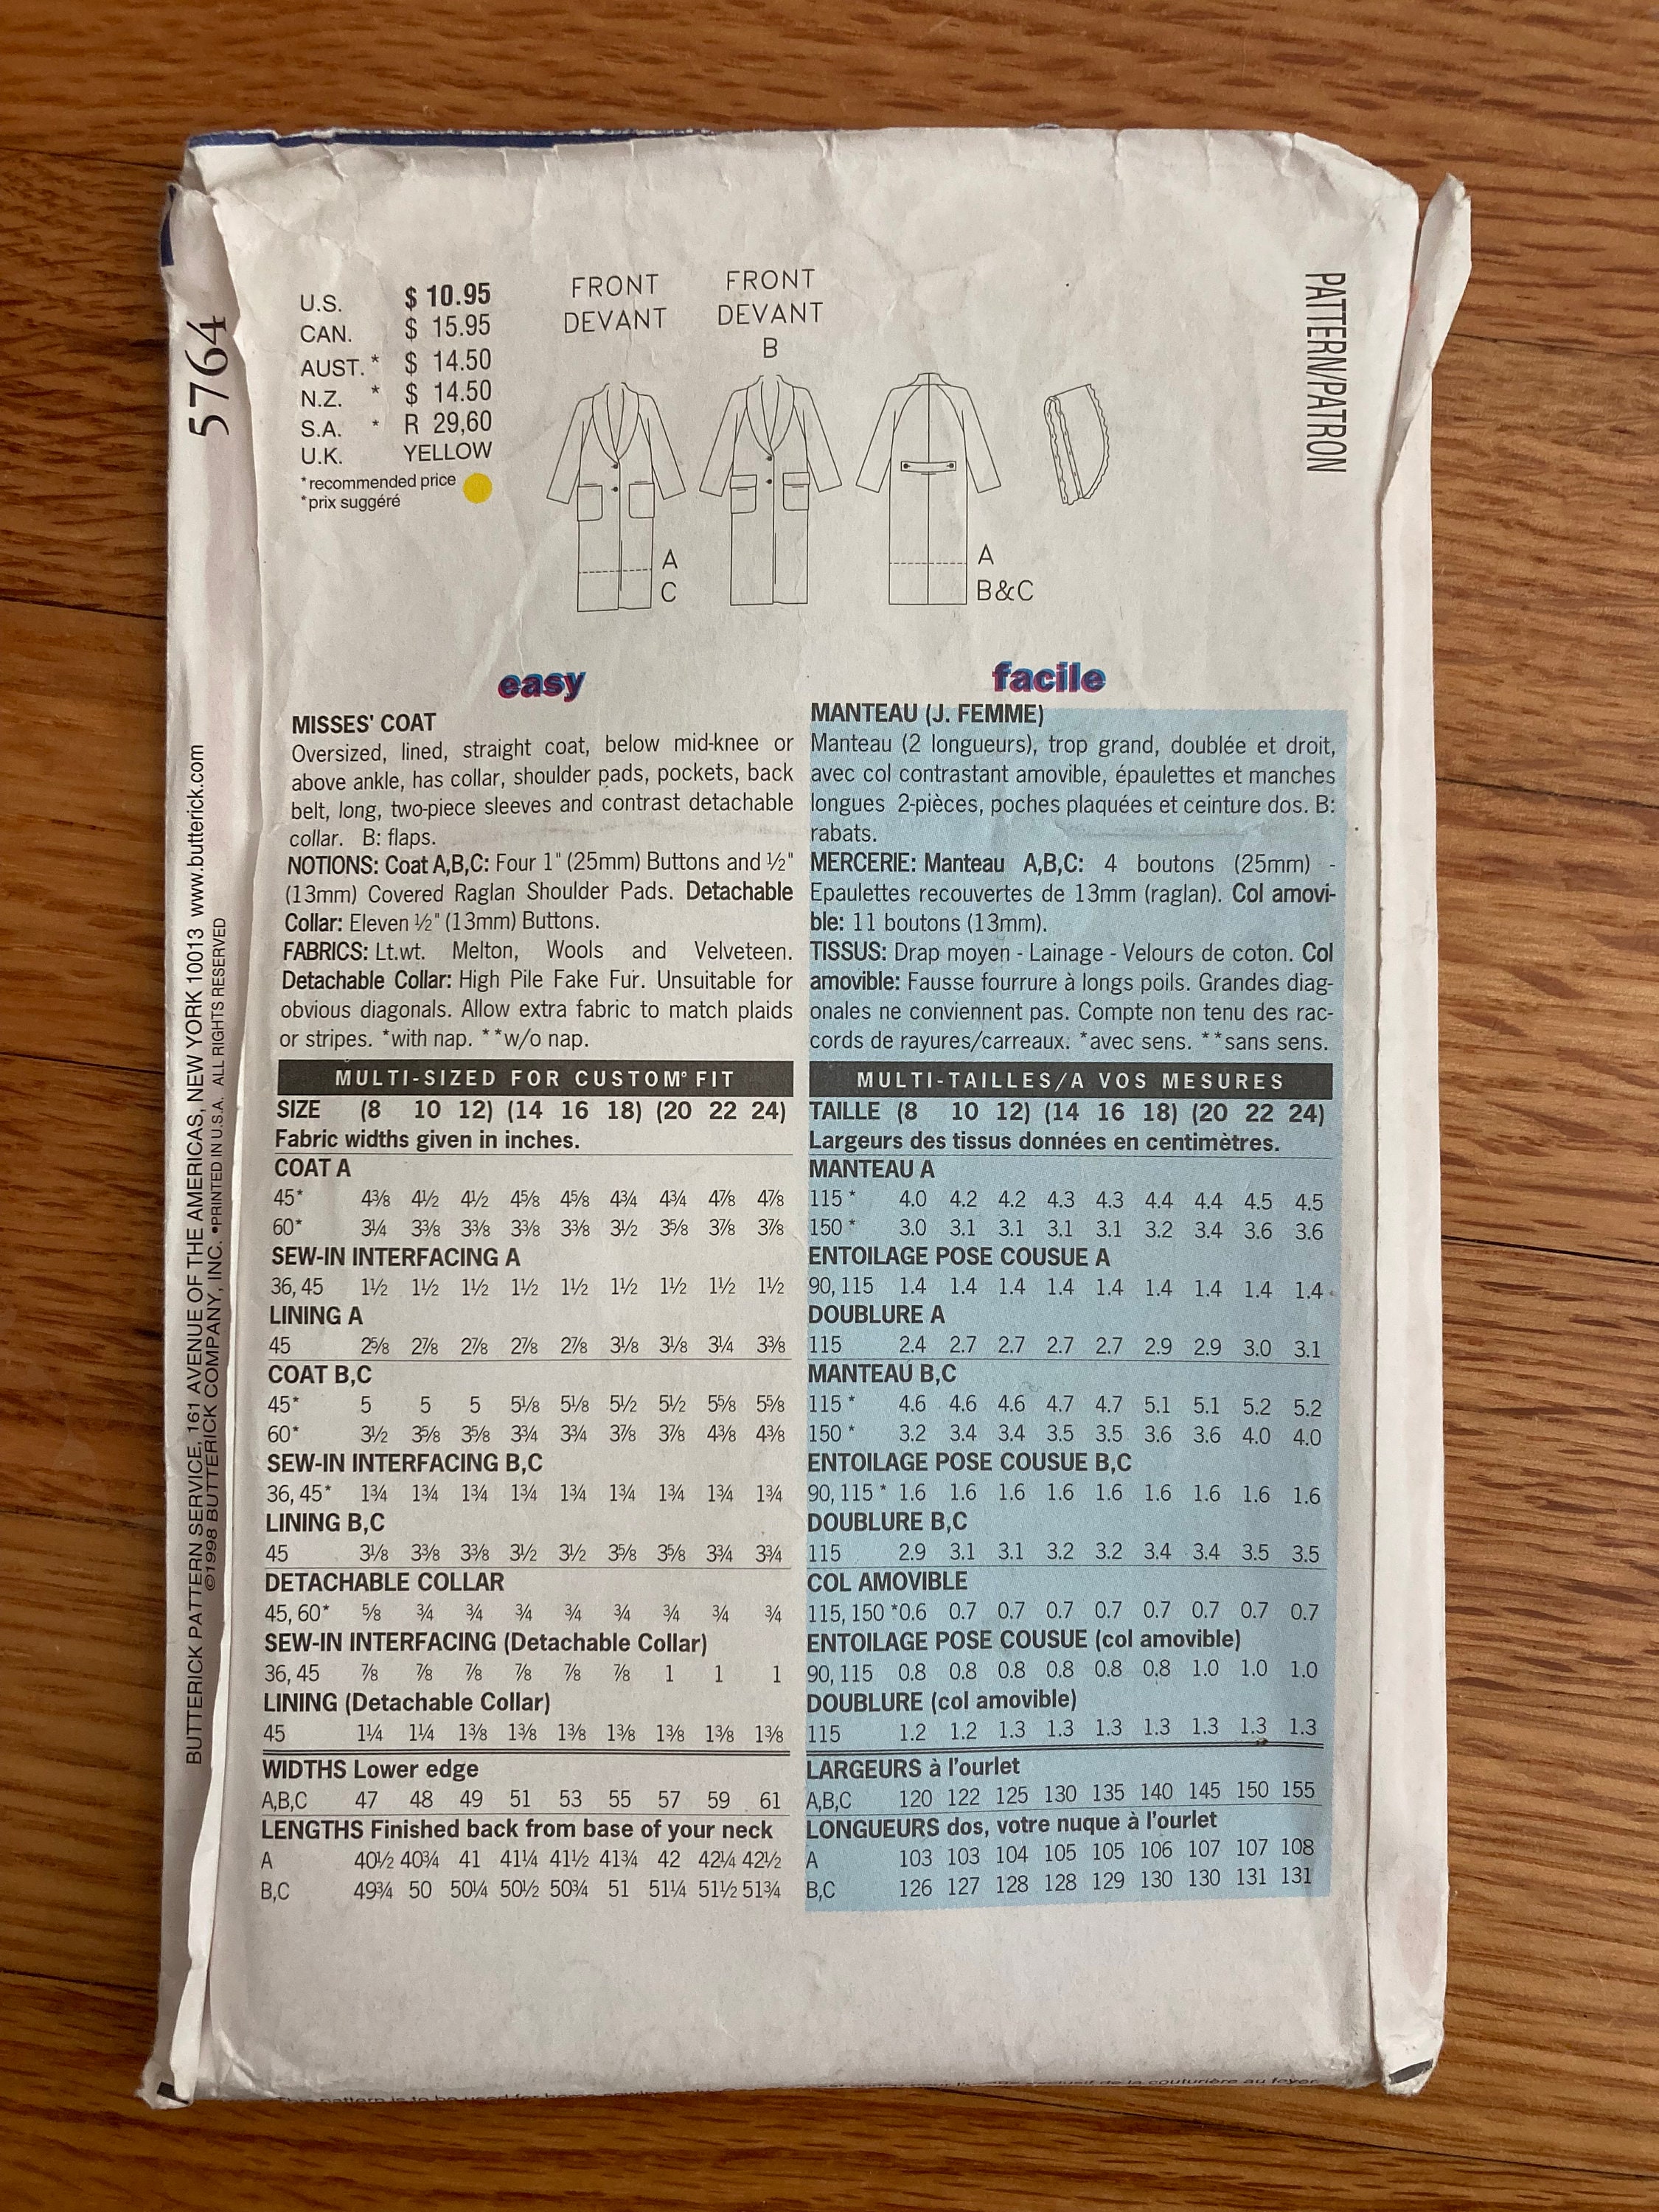 5764
BUTTERICK PATTERN SERVICE, 161 AVENUE OF THE AMERICAS, NEW YORK 10013 www.butterick.com
©1998 BUTTERICK COMPANY, INC. •PRINTED IN U.S.A. ALL RIGHTS RESERVED
U.S. $ 10.95
CAN. $ 15.95
AUST.* $ 14.50
N.Z. * $ 14.50
S.A. * R 29,60
U.K. YELLOW
*recommended price
*prix suggéré
FRONT
DEVANT
FRONT
DEVANT
B
A
C
A
B&C
PATTERN/PATRON
easy
MISSES' COAT
Oversized, lined, straight coat, below mid-knee or
above ankle, has collar, shoulder pads, pockets, back
belt, long, two-piece sleeves and contrast detachable
collar. B: flaps.
NOTIONS: Coat A,B,C: Four 1" (25mm) Buttons and ½"
(13mm) Covered Raglan Shoulder Pads. Detachable
Collar: Eleven ½" (13mm) Buttons.
FABRICS: Lt.wt. Melton, Wools and Velveteen.
Detachable Collar: High Pile Fake Fur. Unsuitable for
obvious diagonals. Allow extra fabric to match plaids
or stripes. *with nap. **w/o nap.
MULTI-SIZED FOR CUSTOM° FIT
SIZE (8 10 12) (14 16 18) (20 22 24)
Fabric widths given in inches.
COAT A
45* 4⅜ 4½ 4½ 4⅝ 4⅝ 4¾ 4¾ 4⅞ 4⅞
60* 3¼ 3⅜ 3⅜ 3⅜ 3⅜ 3½ 3⅝ 3⅞ 3⅞
SEW-IN INTERFACING A
36, 45 1½ 1½ 1½ 1½ 1½ 1½ 1½ 1½ 1½
LINING A
45 2⅝ 2⅞ 2⅞ 2⅞ 2⅞ 3⅛ 3⅛ 3¼ 3⅜
COAT B,C
45* 5 5 5 5⅛ 5⅛ 5½ 5½ 5⅝ 5⅝
60* 3½ 3⅝ 3⅝ 3¾ 3¾ 3⅞ 3⅞ 4⅜ 4⅜
SEW-IN INTERFACING B,C
36, 45* 1¾ 1¾ 1¾ 1¾ 1¾ 1¾ 1¾ 1¾ 1¾
LINING B,C
45 3⅛ 3⅜ 3⅜ 3½ 3½ 3⅝ 3⅝ 3¾ 3¾
DETACHABLE COLLAR
45, 60* ⅝ ¾ ¾ ¾ ¾ ¾ ¾ ¾ ¾
SEW-IN INTERFACING (Detachable Collar)
36, 45 ⅞ ⅞ ⅞ ⅞ ⅞ ⅞ 1 1 1
LINING (Detachable Collar)
45 1¼ 1¼ 1⅜ 1⅜ 1⅜ 1⅜ 1⅜ 1⅜ 1⅜
WIDTHS Lower edge
A,B,C 47 48 49 51 53 55 57 59 61
LENGTHS Finished back from base of your neck
A 40½ 40¾ 41 41¼ 41½ 41¾ 42 42¼ 42½
B,C 49¾ 50 50¼ 50½ 50¾ 51 51¼ 51½ 51¾
facile
MANTEAU (J. FEMME)
Manteau (2 longueurs), trop grand, doublée et droit,
avec col contrastant amovible, épaulettes et manches
longues 2-pièces, poches plaquées et ceinture dos. B:
rabats.
MERCERIE: Manteau A,B,C: 4 boutons (25mm) -
Epaulettes recouvertes de 13mm (raglan). Col amovi-
ble: 11 boutons (13mm).
TISSUS: Drap moyen - Lainage - Velours de coton. Col
amovible: Fausse fourrure à longs poils. Grandes diag-
onales ne conviennent pas. Compte non tenu des rac-
cords de rayures/carreaux. *avec sens. **sans sens.
MULTI-TAILLES/A VOS MESURES
TAILLE (8 10 12) (14 16 18) (20 22 24)
Largeurs des tissus données en centimètres.
MANTEAU A
115 * 4.0 4.2 4.2 4.3 4.3 4.4 4.4 4.5 4.5
150 * 3.0 3.1 3.1 3.1 3.1 3.2 3.4 3.6 3.6
ENTOILAGE POSE COUSUE A
90, 115 1.4 1.4 1.4 1.4 1.4 1.4 1.4 1.4 1.4
DOUBLURE A
115 2.4 2.7 2.7 2.7 2.7 2.9 2.9 3.0 3.1
MANTEAU B,C
115 * 4.6 4.6 4.6 4.7 4.7 5.1 5.1 5.2 5.2
150 * 3.2 3.4 3.4 3.5 3.5 3.6 3.6 4.0 4.0
ENTOILAGE POSE COUSUE B,C
90, 115 * 1.6 1.6 1.6 1.6 1.6 1.6 1.6 1.6 1.6
DOUBLURE B,C
115 2.9 3.1 3.1 3.2 3.2 3.4 3.4 3.5 3.5
COL AMOVIBLE
115, 150 *0.6 0.7 0.7 0.7 0.7 0.7 0.7 0.7 0.7
ENTOILAGE POSE COUSUE (col amovible)
90, 115 0.8 0.8 0.8 0.8 0.8 0.8 1.0 1.0 1.0
DOUBLURE (col amovible)
115 1.2 1.2 1.3 1.3 1.3 1.3 1.3 1.3 1.3
LARGEURS à l'ourlet
A,B,C 120 122 125 130 135 140 145 150 155
LONGUEURS dos, votre nuque à l'ourlet
A 103 103 104 105 105 106 107 107 108
B,C 126 127 128 128 129 130 130 131 131
pattern is to be used for home
de la couturière au foyer.